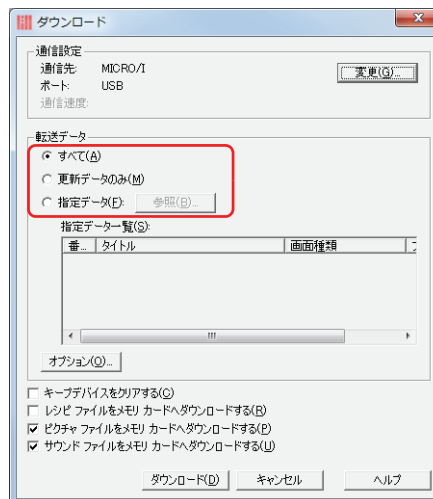 ダウンロード
通信設定
通信先: MICRO/I
変更(G)...
ポート: USB
通信速度:
転送データ
すべて(A)
更新データのみ(M)
指定データ(F): 参照(B)...
指定データ一覧(S):
番... タイトル 画面種類
オプション(O)...
キープデバイスをクリアする(C)
レシピ ファイルをメモリ カードへダウンロードする(R)
ピクチャ ファイルをメモリ カードへダウンロードする(P)
サウンド ファイルをメモリ カードへダウンロードする(U)
ダウンロード(D) キャンセル ヘルプ